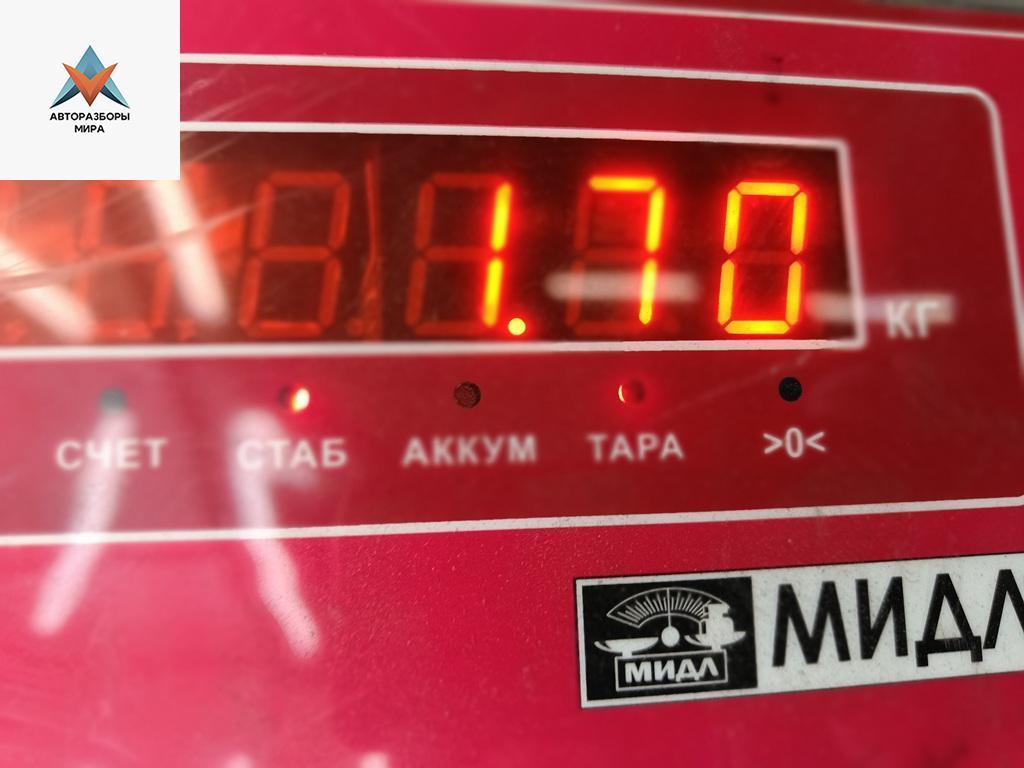 АВТОРАЗБОРЫ
МИРА
1.70
КГ
СЧЕТ СТАБ АККУМ ТАРА >0<
МИДЛ
МИДЛ